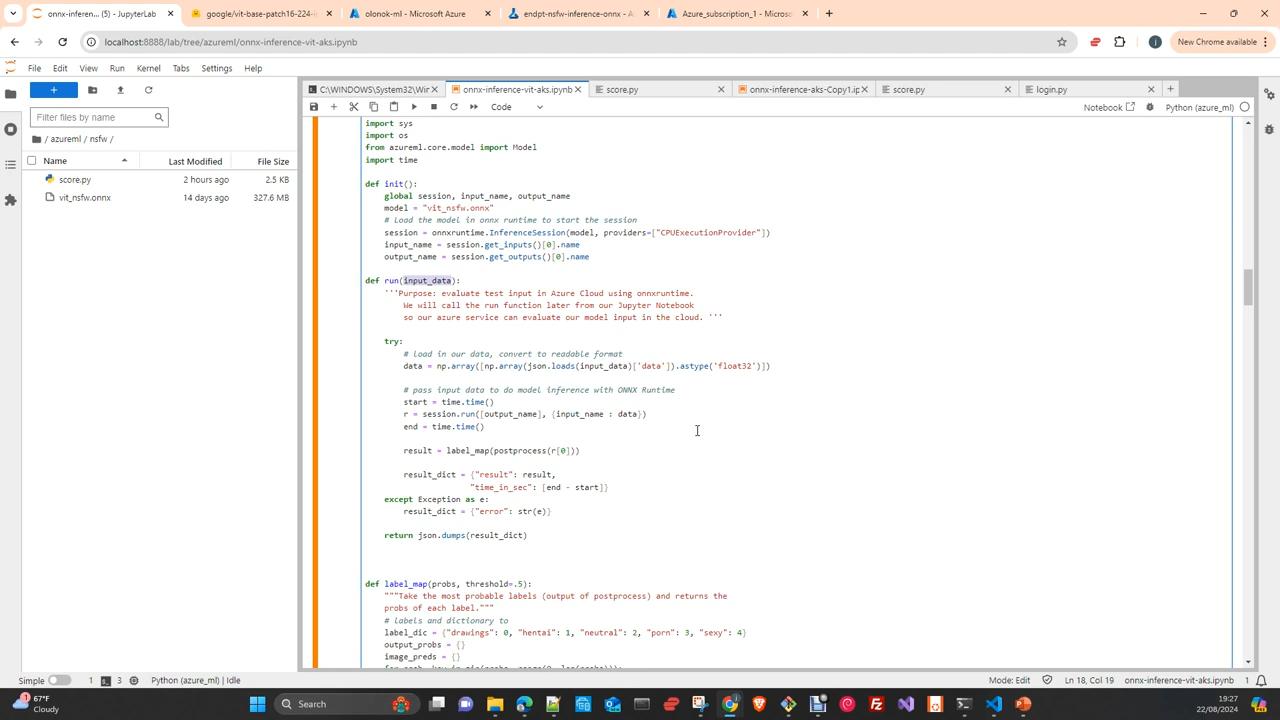 onnx-inferen... (5) - JupyterLab
google/vit-base-patch16-224-i
olonok-ml - Microsoft Azure
endpt-nsfw-inference-onnx - A
Azure_subscription_1 - Microso
localhost:8888/lab/tree/azureml/onnx-inference-vit-aks.ipynb
New Chrome available
File Edit View Run Kernel Tabs Settings Help
C:\WINDOWS\System32\Wir
onnx-inference-vit-aks.ipynb
score.py
onnx-inference-aks-Copy1.ipy
score.py
login.py
Code
Notebook
Python (azure_ml)
Filter files by name
/ azureml / nsfw /
Name Last Modified File Size
score.py 2 hours ago 2.5 KB
vit_nsfw.onnx 14 days ago 327.6 MB
import sys
import os
from azureml.core.model import Model
import time
def init():
global session, input_name, output_name
model = "vit_nsfw.onnx"
# Load the model in onnx runtime to start the session
session = onnxruntime.InferenceSession(model, providers=["CPUExecutionProvider"])
input_name = session.get_inputs()[0].name
output_name = session.get_outputs()[0].name
def run(input_data):
'''Purpose: evaluate test input in Azure Cloud using onnxruntime.
We will call the run function later from our Jupyter Notebook
so our azure service can evaluate our model input in the cloud. '''
try:
# load in our data, convert to readable format
data = np.array([np.array(json.loads(input_data)['data']).astype('float32')])
# pass input data to do model inference with ONNX Runtime
start = time.time()
r = session.run([output_name], {input_name : data})
end = time.time()
result = label_map(postprocess(r[0]))
result_dict = {"result": result,
"time_in_sec": [end - start]}
except Exception as e:
result_dict = {"error": str(e)}
return json.dumps(result_dict)
def label_map(probs, threshold=.5):
"""Take the most probable labels (output of postprocess) and returns the
probs of each label."""
# labels and dictionary to
label_dic = {"drawings": 0, "hentai": 1, "neutral": 2, "porn": 3, "sexy": 4}
output_probs = {}
image_preds = {}
Simple 1 3 Python (azure_ml) | Idle
Mode: Edit Ln 18, Col 19 onnx-inference-vit-aks.ipynb 1
67°F
Cloudy
Search
19:27
22/08/2024